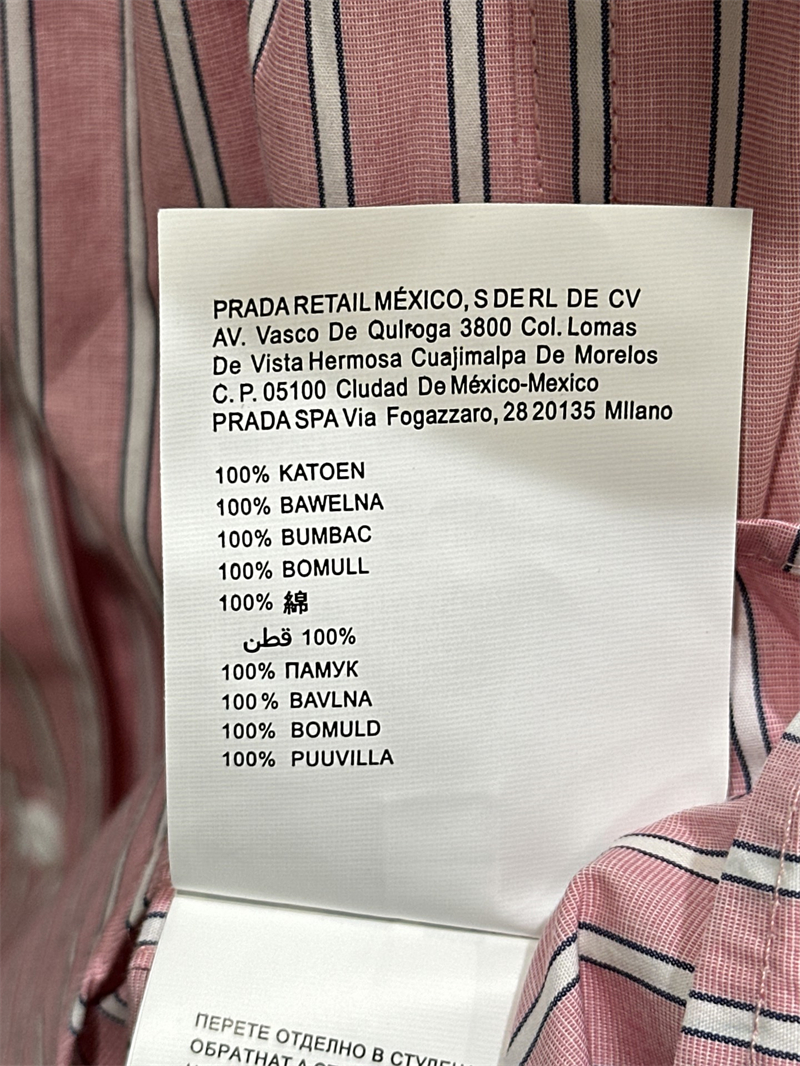 PRADA RETAIL MÉXICO, S DE RL DE CV
AV. Vasco De Qulroga 3800 Col. Lomas
De Vista Hermosa Cuajimalpa De Morelos
C. P. 05100 Cludad De México-Mexico
PRADA SPA Via Fogazzaro, 28 20135 Mllano
100% KATOEN
100% BAWELNA
100% BUMBAC
100% BOMULL
100% 綿
100% قطن
100% ПАМУК
100% BAVLNA
100% BOMULD
100% PUUVILLA
ПЕРЕТЕ ОТДЕЛНО В
ОБРАТНАТА